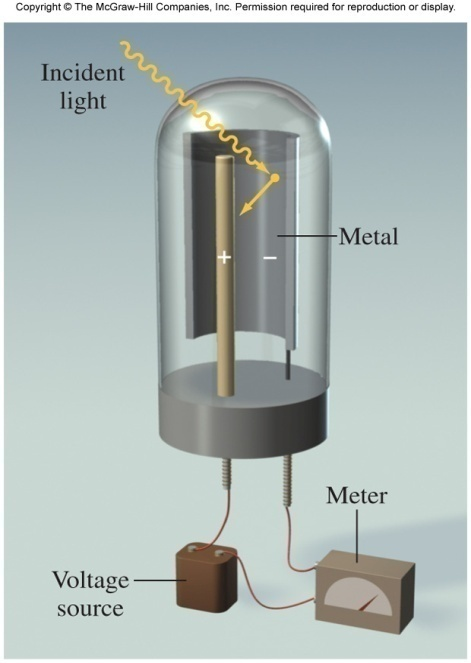 Copyright © The McGraw-Hill Companies, Inc. Permission required for reproduction or display.
Incident
light
Metal
+
−
Meter
Voltage
source